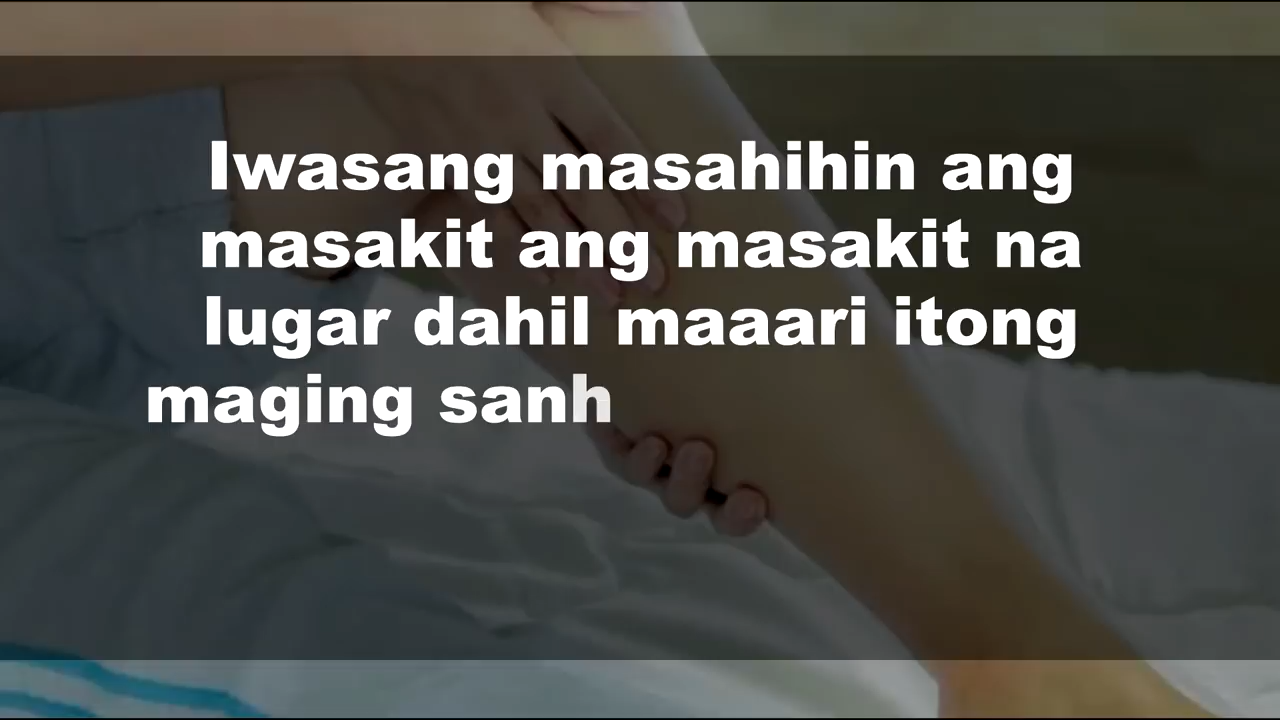 Iwasang masahihin ang
masakit ang masakit na
lugar dahil maaari itong
maging sanh